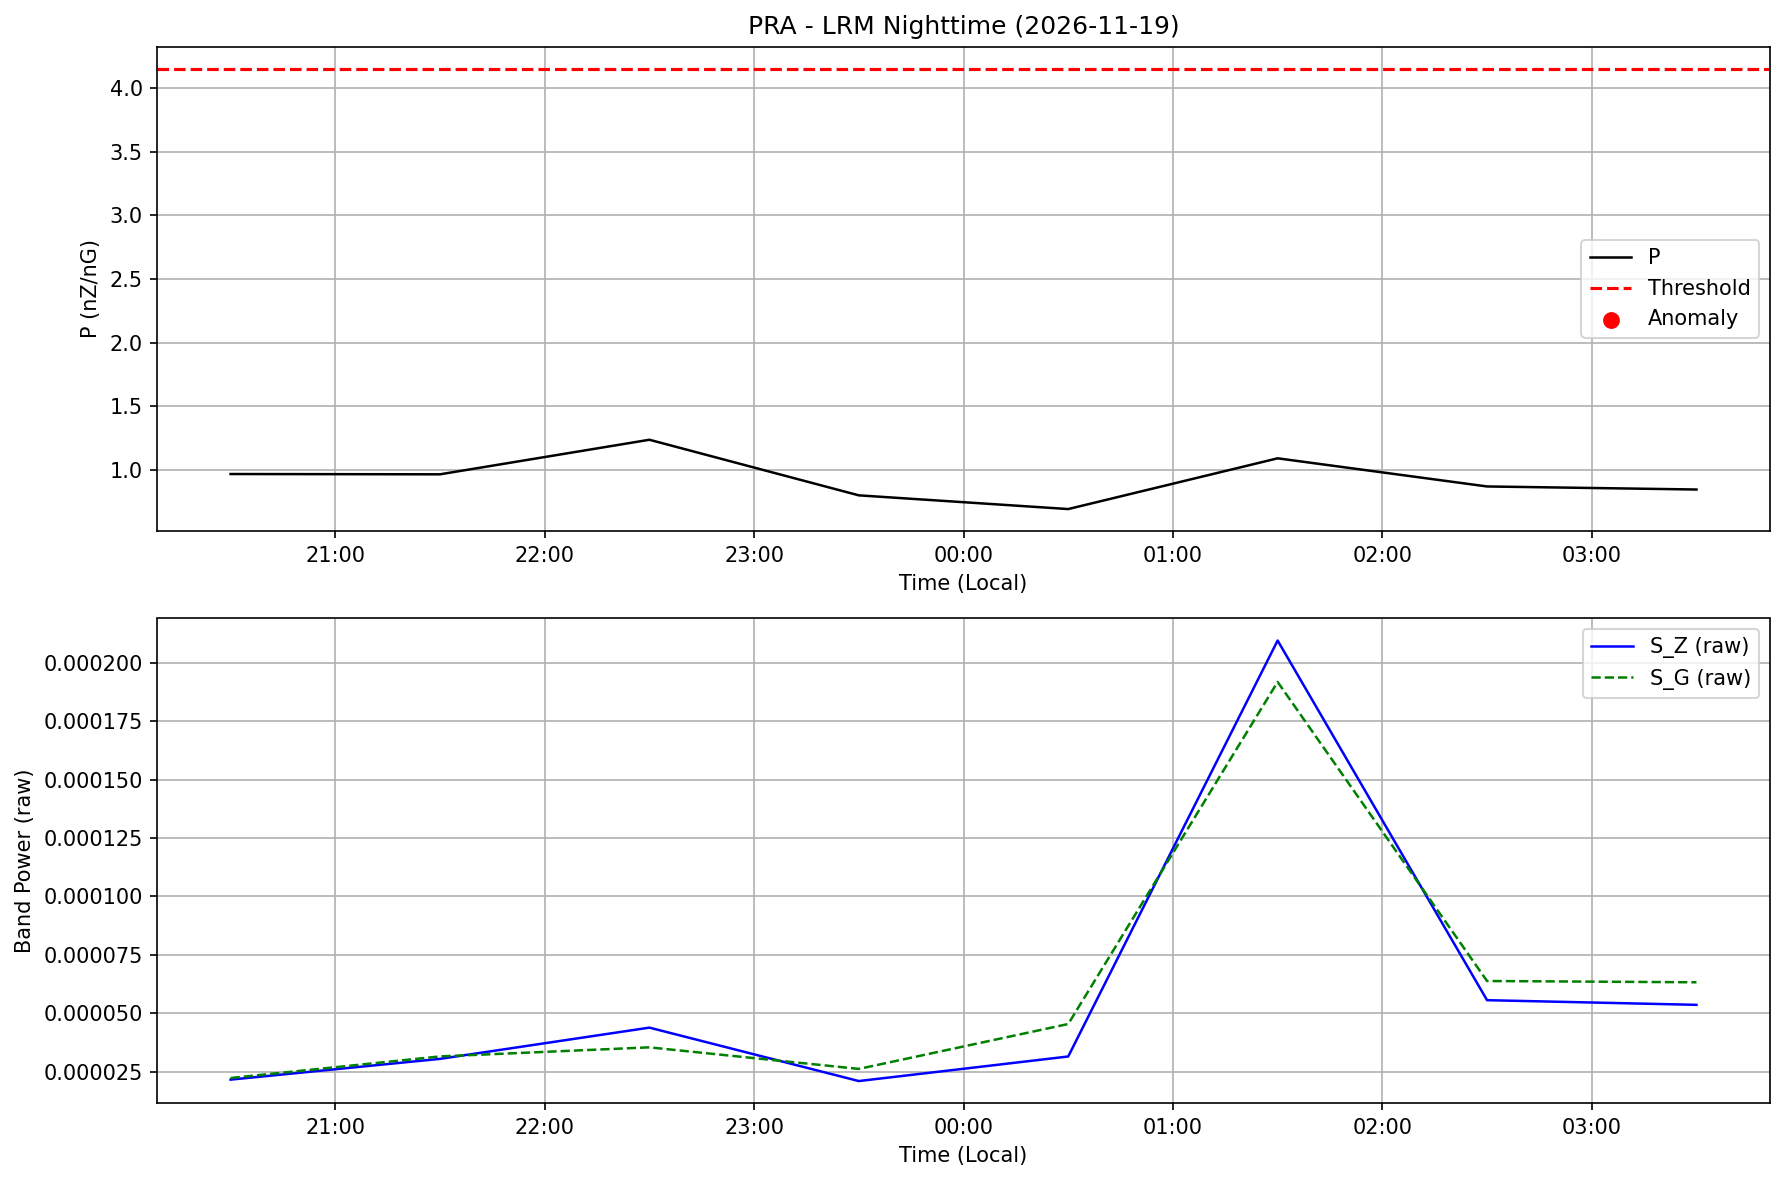 PRA - LRM Nighttime (2026-11-19)
P (nZ/nG)
4.0
3.5
3.0
2.5
2.0
1.5
1.0
P
Threshold
Anomaly
21:00 22:00 23:00 00:00 01:00 02:00 03:00
Time (Local)
Band Power (raw)
0.000200
0.000175
0.000150
0.000125
0.000100
0.000075
0.000050
0.000025
S_Z (raw)
S_G (raw)
21:00 22:00 23:00 00:00 01:00 02:00 03:00
Time (Local)